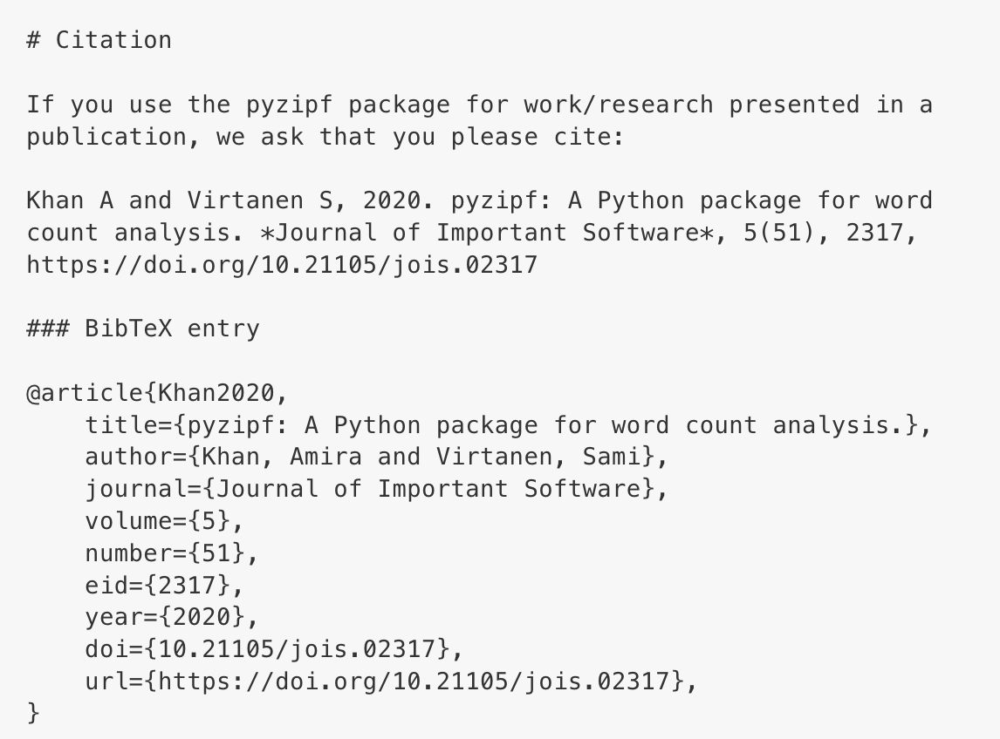 # Citation
If you use the pyzipf package for work/research presented in a
publication, we ask that you please cite:
Khan A and Virtanen S, 2020. pyzipf: A Python package for word
count analysis. *Journal of Important Software*, 5(51), 2317,
https://doi.org/10.21105/jois.02317
### BibTeX entry
@article{Khan2020,
    title={pyzipf: A Python package for word count analysis.},
    author={Khan, Amira and Virtanen, Sami},
    journal={Journal of Important Software},
    volume={5},
    number={51},
    eid={2317},
    year={2020},
    doi={10.21105/jois.02317},
    url={https://doi.org/10.21105/jois.02317},
}